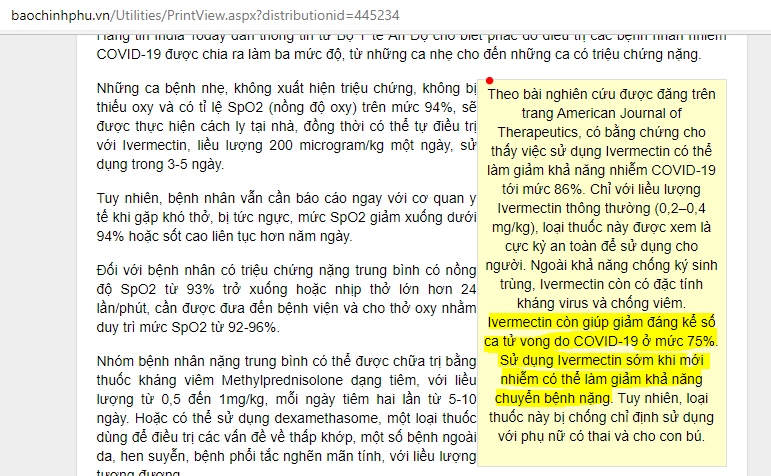 baochinhphu.vn/Utilities/PrintView.aspx?distributionid=445234
Hãng tin India Today dẫn thông tin từ Bộ Y tế Ấn Độ cho biết phác đồ điều trị các bệnh nhân nhiễm
COVID-19 được chia ra làm ba mức độ, từ những ca nhẹ cho đến những ca có triệu chứng nặng.
Những ca bệnh nhẹ, không xuất hiện triệu chứng, không bị
thiếu oxy và có tỉ lệ SpO2 (nồng độ oxy) trên mức 94%, sẽ
được thực hiện cách ly tại nhà, đồng thời có thể tự điều trị
với Ivermectin, liều lượng 200 microgram/kg một ngày, sử
dụng trong 3-5 ngày.
Tuy nhiên, bệnh nhân vẫn cần báo cáo ngay với cơ quan y
tế khi gặp khó thở, bị tức ngực, mức SpO2 giảm xuống dưới
94% hoặc sốt cao liên tục hơn năm ngày.
Đối với bệnh nhân có triệu chứng nặng trung bình có nồng
độ SpO2 từ 93% trở xuống hoặc nhịp thở lớn hơn 24
lần/phút, cần được đưa đến bệnh viện và cho thở oxy nhằm
duy trì mức SpO2 từ 92-96%.
Nhóm bệnh nhân nặng trung bình có thể được chữa trị bằng
thuốc kháng viêm Methylprednisolone dạng tiêm, với liều
lượng từ 0,5 đến 1mg/kg, mỗi ngày tiêm hai lần từ 5-10
ngày. Hoặc có thể sử dụng dexamethasome, một loại thuốc
dùng để điều trị các vấn đề về thấp khớp, một số bệnh ngoài
da, hen suyễn, bệnh phổi tắc nghẽn mãn tính, với liều lượng
tương đương.
Theo bài nghiên cứu được đăng trên
trang American Journal of
Therapeutics, có bằng chứng cho
thấy việc sử dụng Ivermectin có thể
làm giảm khả năng nhiễm COVID-19
tới mức 86%. Chỉ với liều lượng
Ivermectin thông thường (0,2–0,4
mg/kg), loại thuốc này được xem là
cực kỳ an toàn để sử dụng cho
người. Ngoài khả năng chống ký sinh
trùng, Ivermectin còn có đặc tính
kháng virus và chống viêm.
Ivermectin còn giúp giảm đáng kể số
ca tử vong do COVID-19 ở mức 75%.
Sử dụng Ivermectin sớm khi mới
nhiễm có thể làm giảm khả năng
chuyển bệnh nặng. Tuy nhiên, loại
thuốc này bị chống chỉ định sử dụng
với phụ nữ có thai và cho con bú.